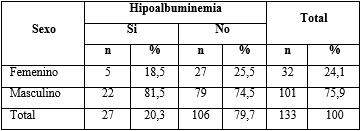 Sexo Hipoalbuminemia Total
Si No
n % n % n %
Femenino 5 18,5 27 25,5 32 24,1
Masculino 22 81,5 79 74,5 101 75,9
Total 27 20,3 106 79,7 133 100